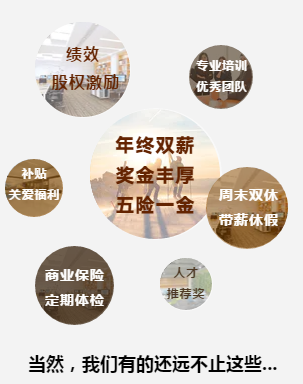 绩效
股权激励
专业培训
优秀团队
年终双薪
奖金丰厚
五险一金
补贴
关爱福利
周末双休
带薪休假
商业保险
定期体检
人才
推荐奖
当然，我们有的还远不止这些...